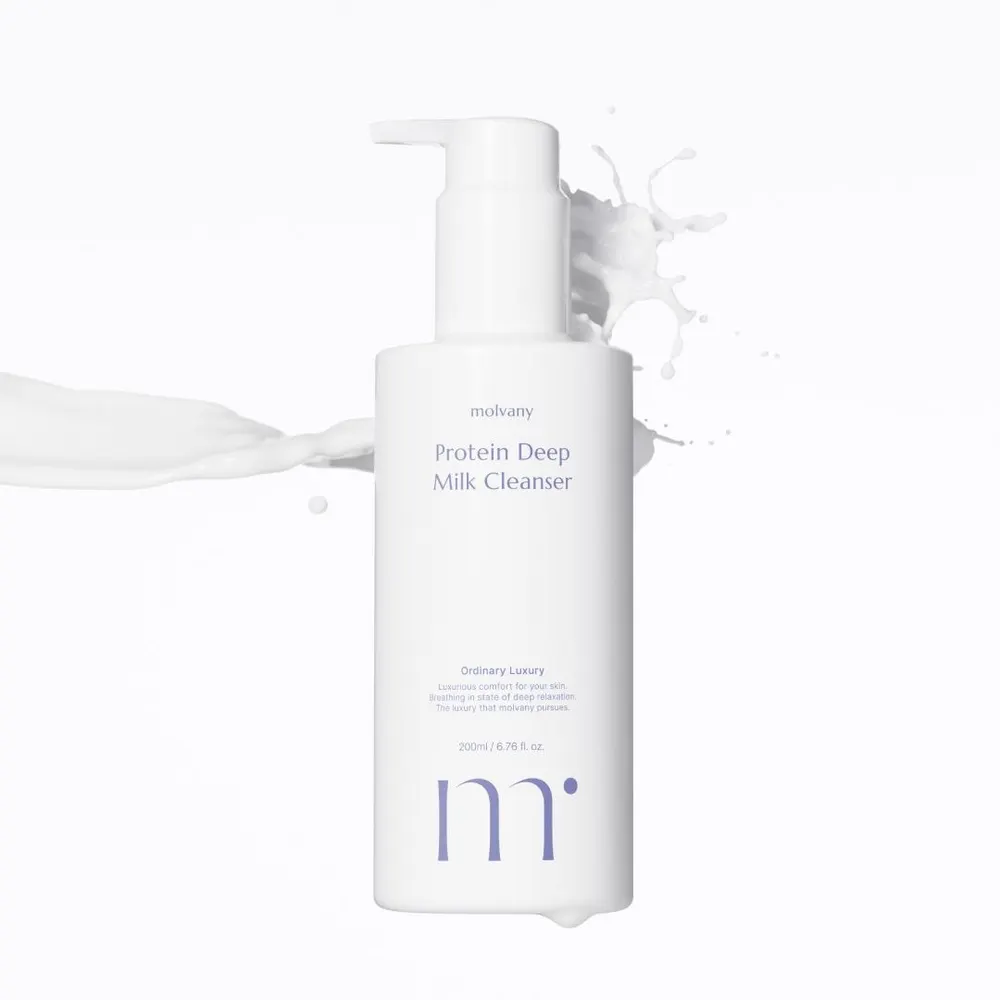 molvany
Protein Deep
Milk Cleanser
Ordinary Luxury
Luxurious comfort for your skin.
Breathing in state of deep relaxation.
The luxury that molvany pursues.
200ml / 6.76 fl. oz.
m